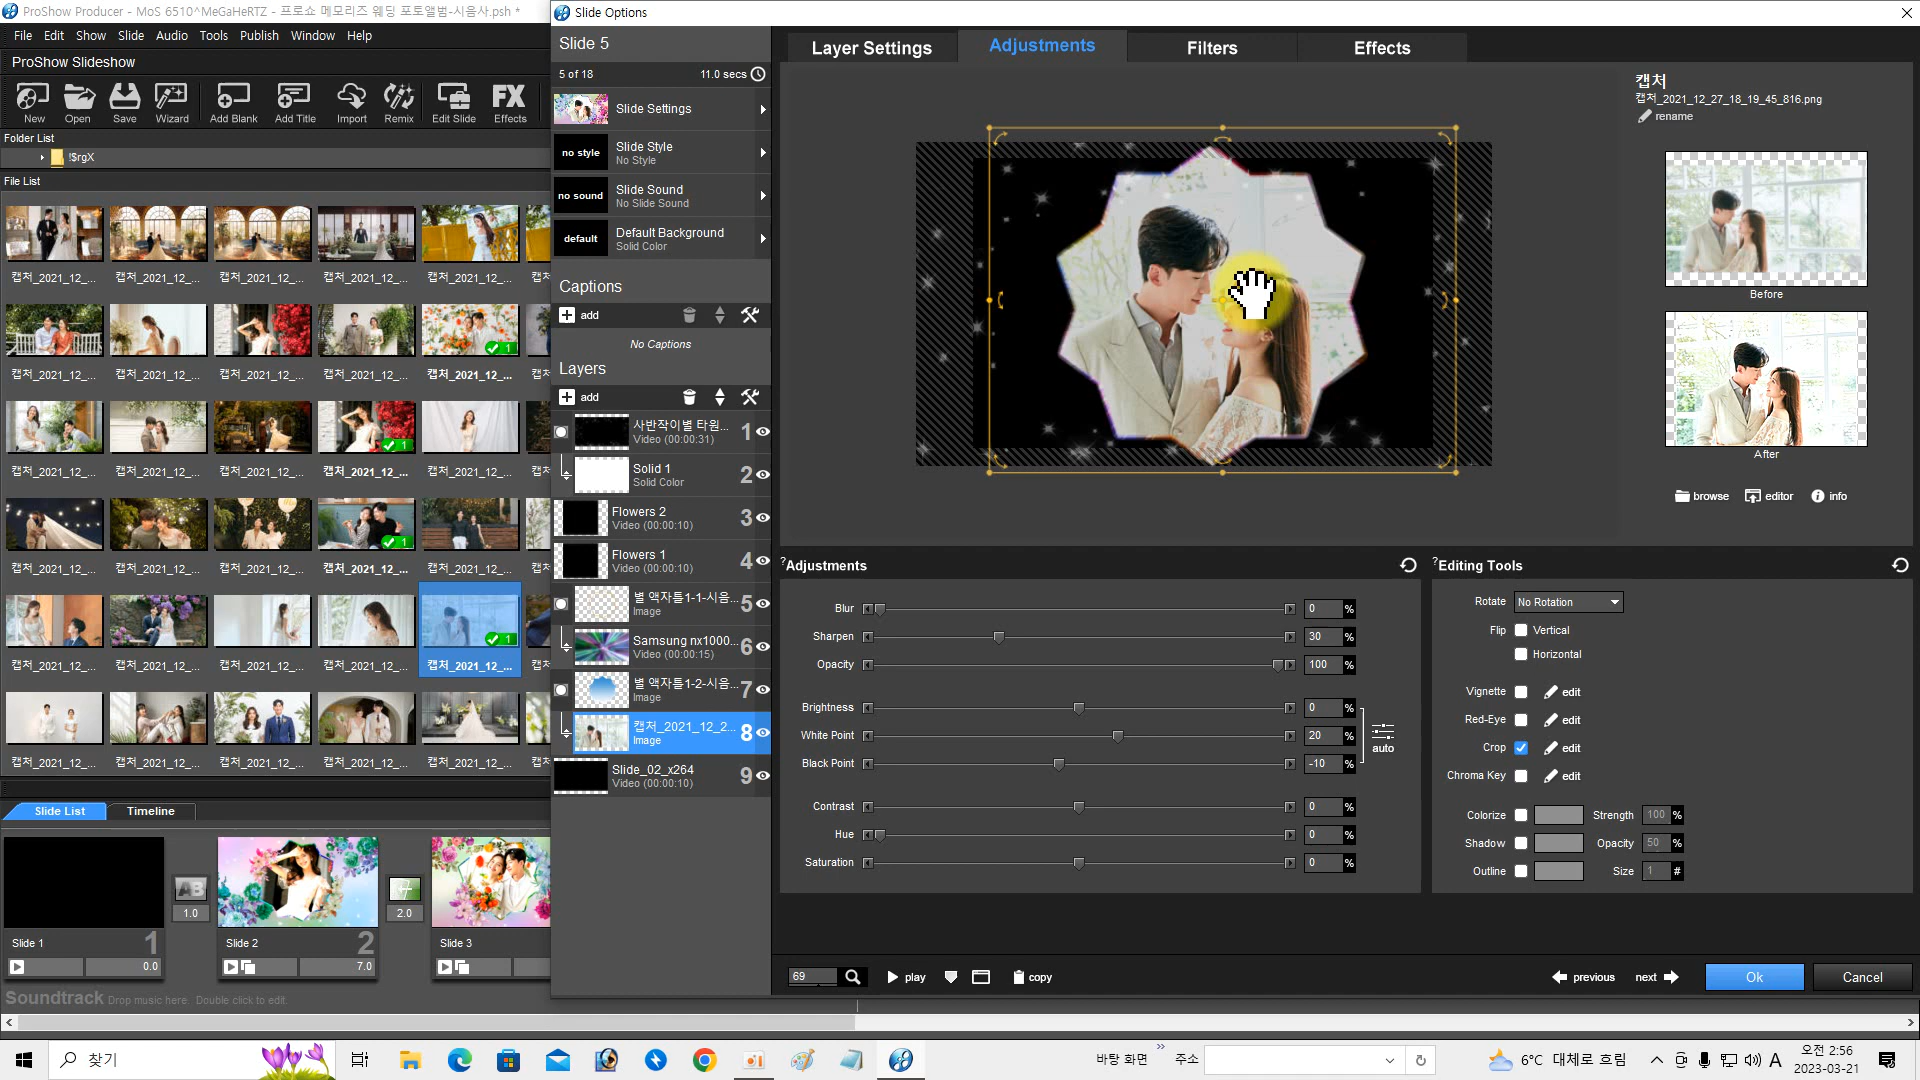 ProShow Producer - MoS 6510^MeGaHeRTZ - 프로쇼 메모리즈 웨딩 포토앨범-시음사.psh *
File Edit Show Slide Audio Tools Publish Window Help
ProShow Slideshow
New Open Save Wizard Add Blank Add Title Import Remix Edit Slide Effects
FX
Folder List
!$rgX
File List
캡처_2021_12_... 캡처_2021_12_... 캡처_2021_12_... 캡처_2021_12_... 캡처_2021_12_...
1
캡처_2021_12_... 캡처_2021_12_... 캡처_2021_12_... 캡처_2021_12_... 캡처_2021_12_...
1
캡처_2021_12_... 캡처_2021_12_... 캡처_2021_12_... 캡처_2021_12_... 캡처_2021_12_...
1
캡처_2021_12_... 캡처_2021_12_... 캡처_2021_12_... 캡처_2021_12_... 캡처_2021_12_...
1
캡처_2021_12_... 캡처_2021_12_... 캡처_2021_12_... 캡처_2021_12_... 캡처_2021_12_...
캡처_2021_12_... 캡처_2021_12_... 캡처_2021_12_... 캡처_2021_12_... 캡처_2021_12_...
Slide List Timeline
AB
1.0
2.0
Slide 1 1
Slide 2 2
Slide 3
0.0
7.0
Soundtrack Drop music here. Double click to edit.
Slide Options
Slide 5
5 of 18 11.0 secs
Slide Settings
no style
Slide Style
No Style
no sound
Slide Sound
No Slide Sound
default
Default Background
Solid Color
Captions
add
No Captions
Layers
add
사반작이별 타원...
Video (00:00:31)
1
Solid 1
Solid Color
2
Flowers 2
Video (00:00:10)
3
Flowers 1
Video (00:00:10)
4
별 액자틀1-1-시음...
Image
5
Samsung nx1000...
Video (00:00:15)
6
별 액자틀1-2-시음...
Image
7
캡처_2021_12_2...
Image
8
Slide_02_x264
Video (00:00:10)
9
Layer Settings Adjustments Filters Effects
캡처
캡처_2021_12_27_18_19_45_816.png
rename
Before
After
browse editor info
?Adjustments
Blur 0 %
Sharpen 30 %
Opacity 100 %
Brightness 0 %
White Point 20 %
Black Point -10 %
auto
Contrast 0 %
Hue 0 %
Saturation 0 %
?Editing Tools
Rotate No Rotation
Flip Vertical
Horizontal
Vignette edit
Red-Eye edit
Crop edit
Chroma Key edit
Colorize Strength 100 %
Shadow Opacity 50 %
Outline Size 1 #
69 play copy
previous next Ok Cancel
찾기
바탕 화면 » 주소
6°C 대체로 흐림
A
오전 2:56
2023-03-21